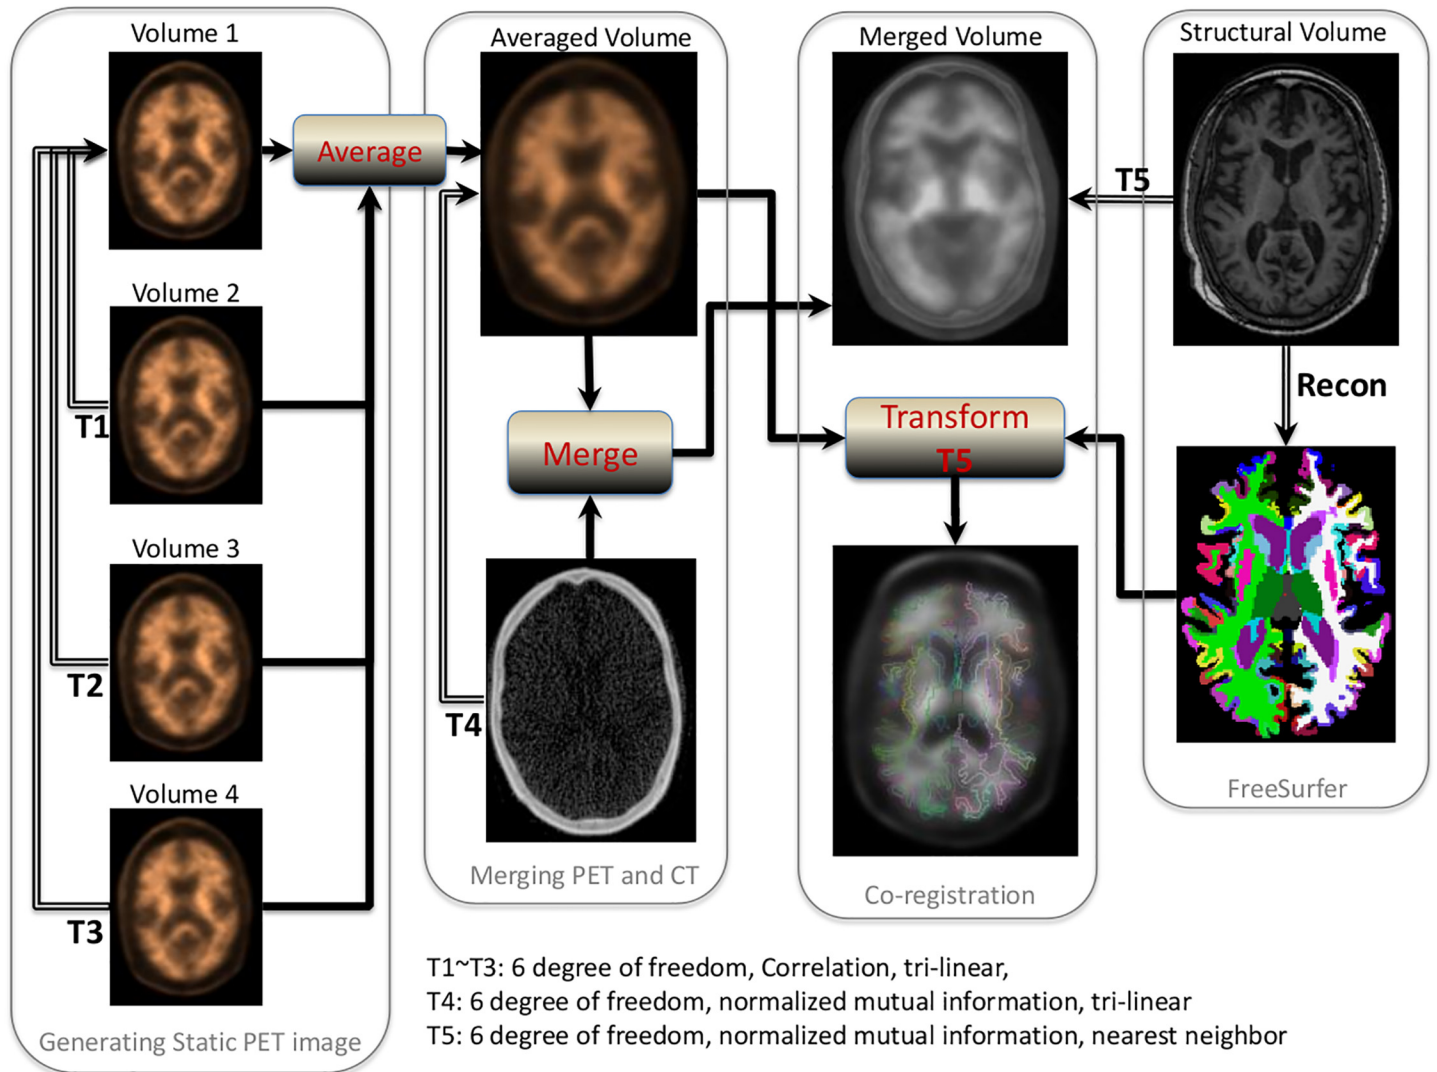 Volume 1
Average
Volume 2
T1
Volume 3
T2
Volume 4
T3
Generating Static PET image
Averaged Volume
Merge
T4
Merging PET and CT
Merged Volume
Transform
T5
Co-registration
Structural Volume
T5
Recon
FreeSurfer
T1~T3: 6 degree of freedom, Correlation, tri-linear,
T4: 6 degree of freedom, normalized mutual information, tri-linear
T5: 6 degree of freedom, normalized mutual information, nearest neighbor